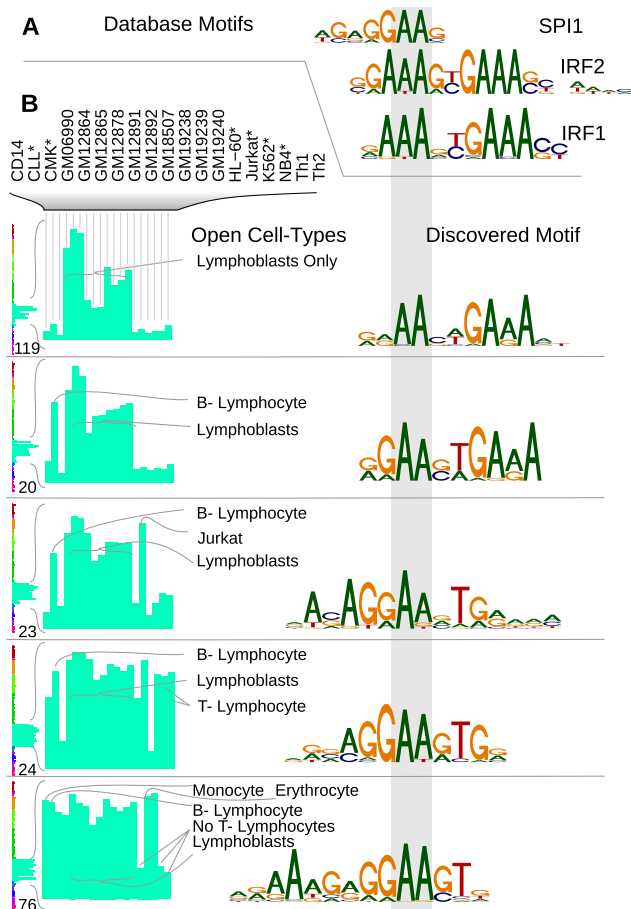 A
Database Motifs
SPI1
IRF2
IRF1
B
CD14
CLL*
CMK*
GM06990
GM12864
GM12865
GM12878
GM12891
GM12892
GM18507
GM19238
GM19239
GM19240
HL-60*
Jurkat*
K562*
NB4*
Th1
Th2
Open Cell-Types
Discovered Motif
Lymphoblasts Only
119
B- Lymphocyte
Lymphoblasts
20
B- Lymphocyte
Jurkat
Lymphoblasts
23
B- Lymphocyte
Lymphoblasts
T- Lymphocyte
24
Monocyte Erythrocyte
B- Lymphocyte
No T- Lymphocytes
Lymphoblasts
76